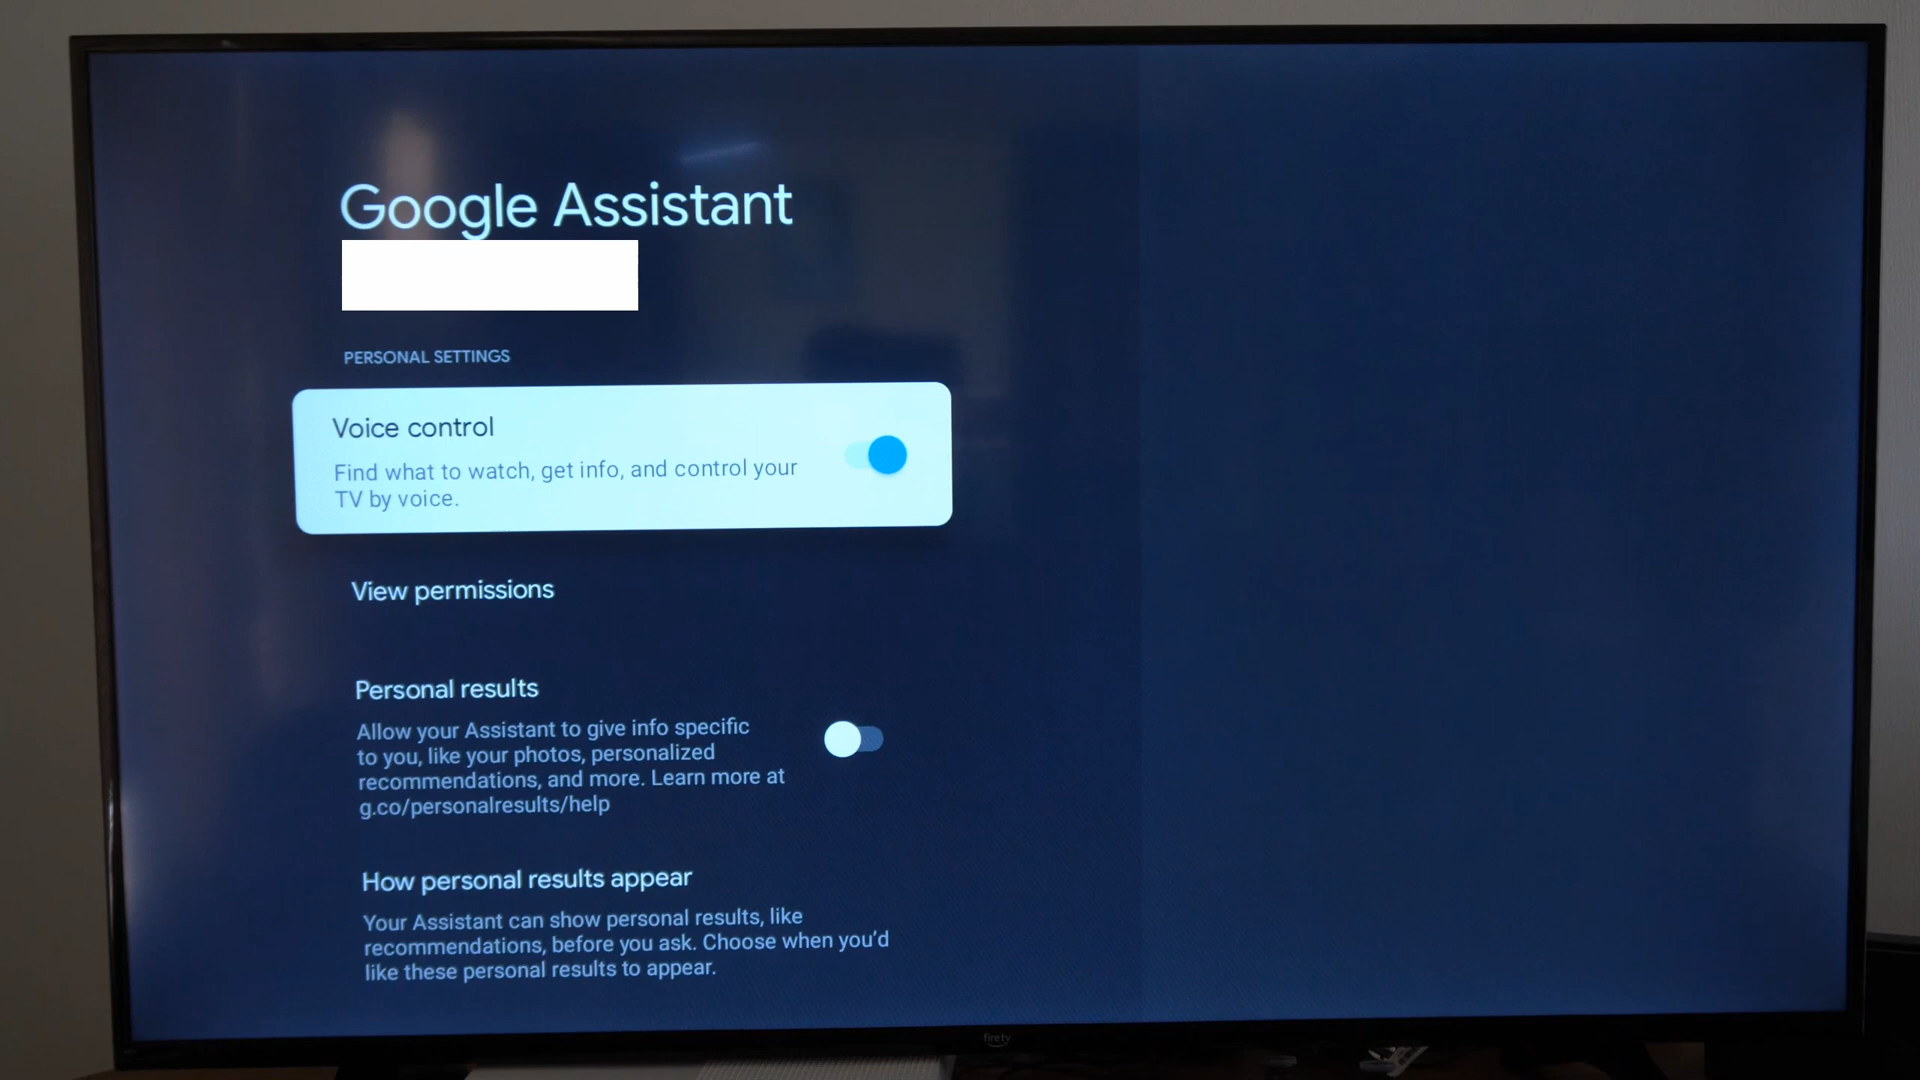 Google Assistant
PERSONAL SETTINGS
Voice control
Find what to watch, get info, and control your
TV by voice.
View permissions
Personal results
Allow your Assistant to give info specific
to you, like your photos, personalized
recommendations, and more. Learn more at
g.co/personalresults/help
How personal results appear
Your Assistant can show personal results, like
recommendations, before you ask. Choose when you'd
like these personal results to appear.
firetv